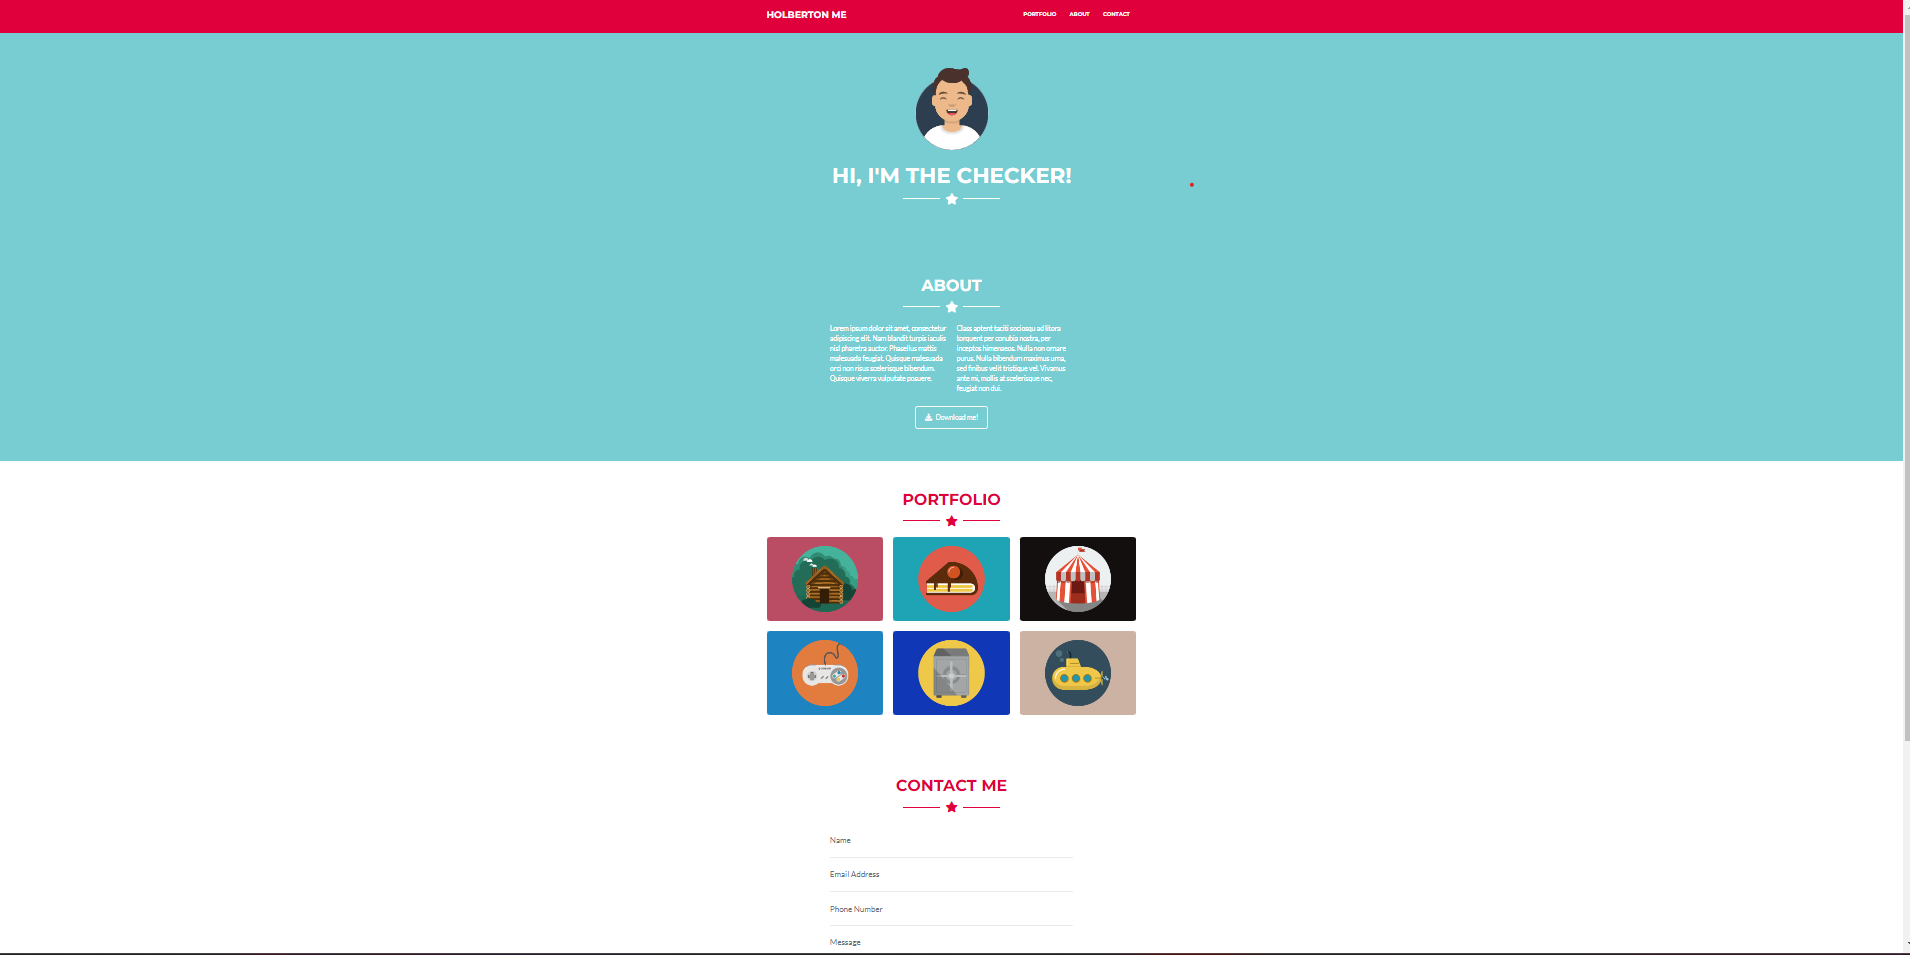 HOLBERTON ME
PORTFOLIO ABOUT CONTACT
HI, I'M THE CHECKER!
ABOUT
Lorem ipsum dolor sit amet, consectetur
adipiscing elit. Nam blandit turpis iaculis
nisl pharetra auctor. Phasellus mattis
malesuada feugiat. Quisque malesuada
orci non risus scelerisque bibendum.
Quisque viverra vulputate posuere.
Class aptent taciti sociosqu ad litora
torquent per conubia nostra, per
inceptos himenaeos. Nulla non ornare
purus. Nulla bibendum maximus urna,
sed finibus velit tristique vel. Vivamus
ante mi, mollis at scelerisque nec,
feugiat non dui.
Download me!
PORTFOLIO
CONTACT ME
Name
Email Address
Phone Number
Message